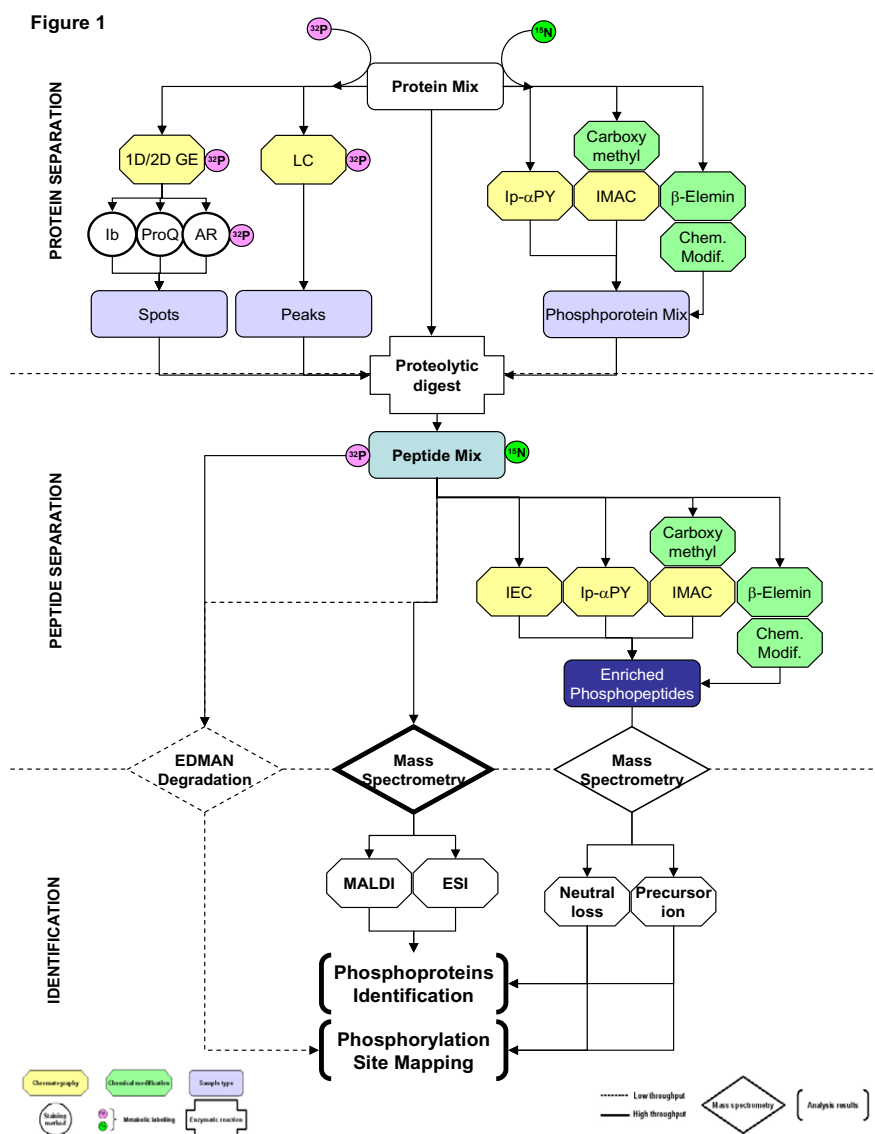 Figure 1
32P
15N
Protein Mix
PROTEIN SEPARATION
1D/2D GE
32P
LC
32P
Carboxy
methyl
Ip-αPY
IMAC
β-Elemin
Chem.
Modif.
Ib
ProQ
AR
32P
Spots
Peaks
Phosphporotein Mix
Proteolytic
digest
32P
Peptide Mix
15N
PEPTIDE SEPARATION
Carboxy
methyl
IEC
Ip-αPY
IMAC
β-Elemin
Chem.
Modif.
Enriched
Phosphopeptides
EDMAN
Degradation
Mass
Spectrometry
Mass
Spectrometry
IDENTIFICATION
MALDI
ESI
Neutral
loss
Precursor
ion
Phosphoproteins
Identification
Phosphorylation
Site Mapping
Chromatography
Chemical modification
Sample type
Staining
method
32P
15N
Metabolic labelling
Enzymatic reaction
Low throughput
High throughput
Mass spectrometry
Analysis results